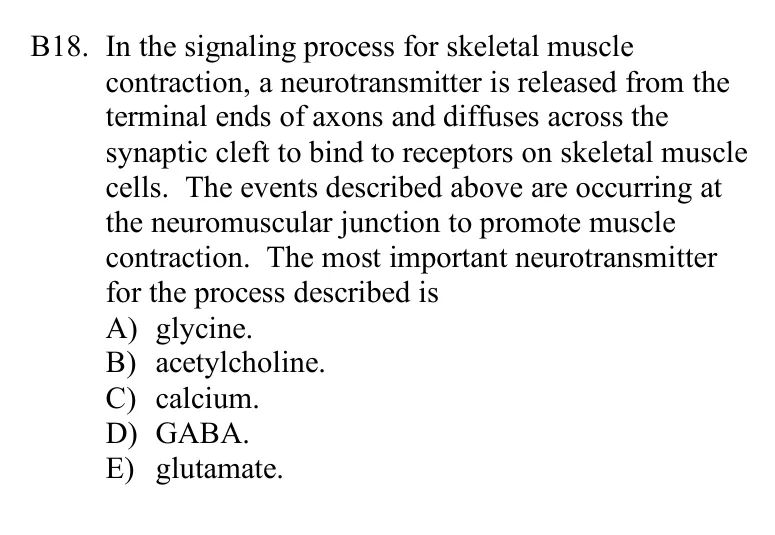 B18. In the signaling process for skeletal muscle
contraction, a neurotransmitter is released from the
terminal ends of axons and diffuses across the
synaptic cleft to bind to receptors on skeletal muscle
cells. The events described above are occurring at
the neuromuscular junction to promote muscle
contraction. The most important neurotransmitter
for the process described is
A) glycine.
B) acetylcholine.
C) calcium.
D) GABA.
E) glutamate.